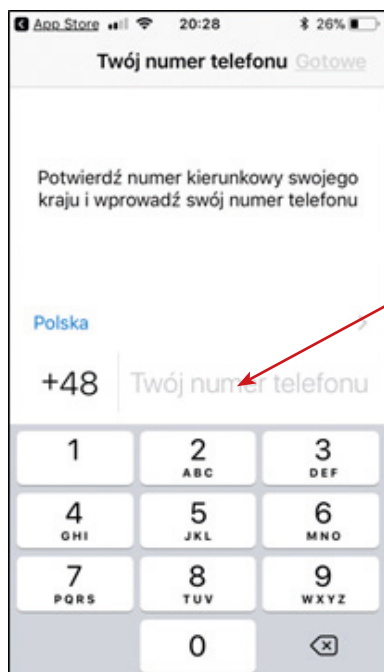 App Store 20:28 26%
Twój numer telefonu Gotowe
Potwierdź numer kierunkowy swojego
kraju i wprowadź swój numer telefonu
Polska
+48 Twój numer telefonu
1 2 3
ABC DEF
4 5 6
GHI JKL MNO
7 8 9
PQRS TUV WXYZ
0